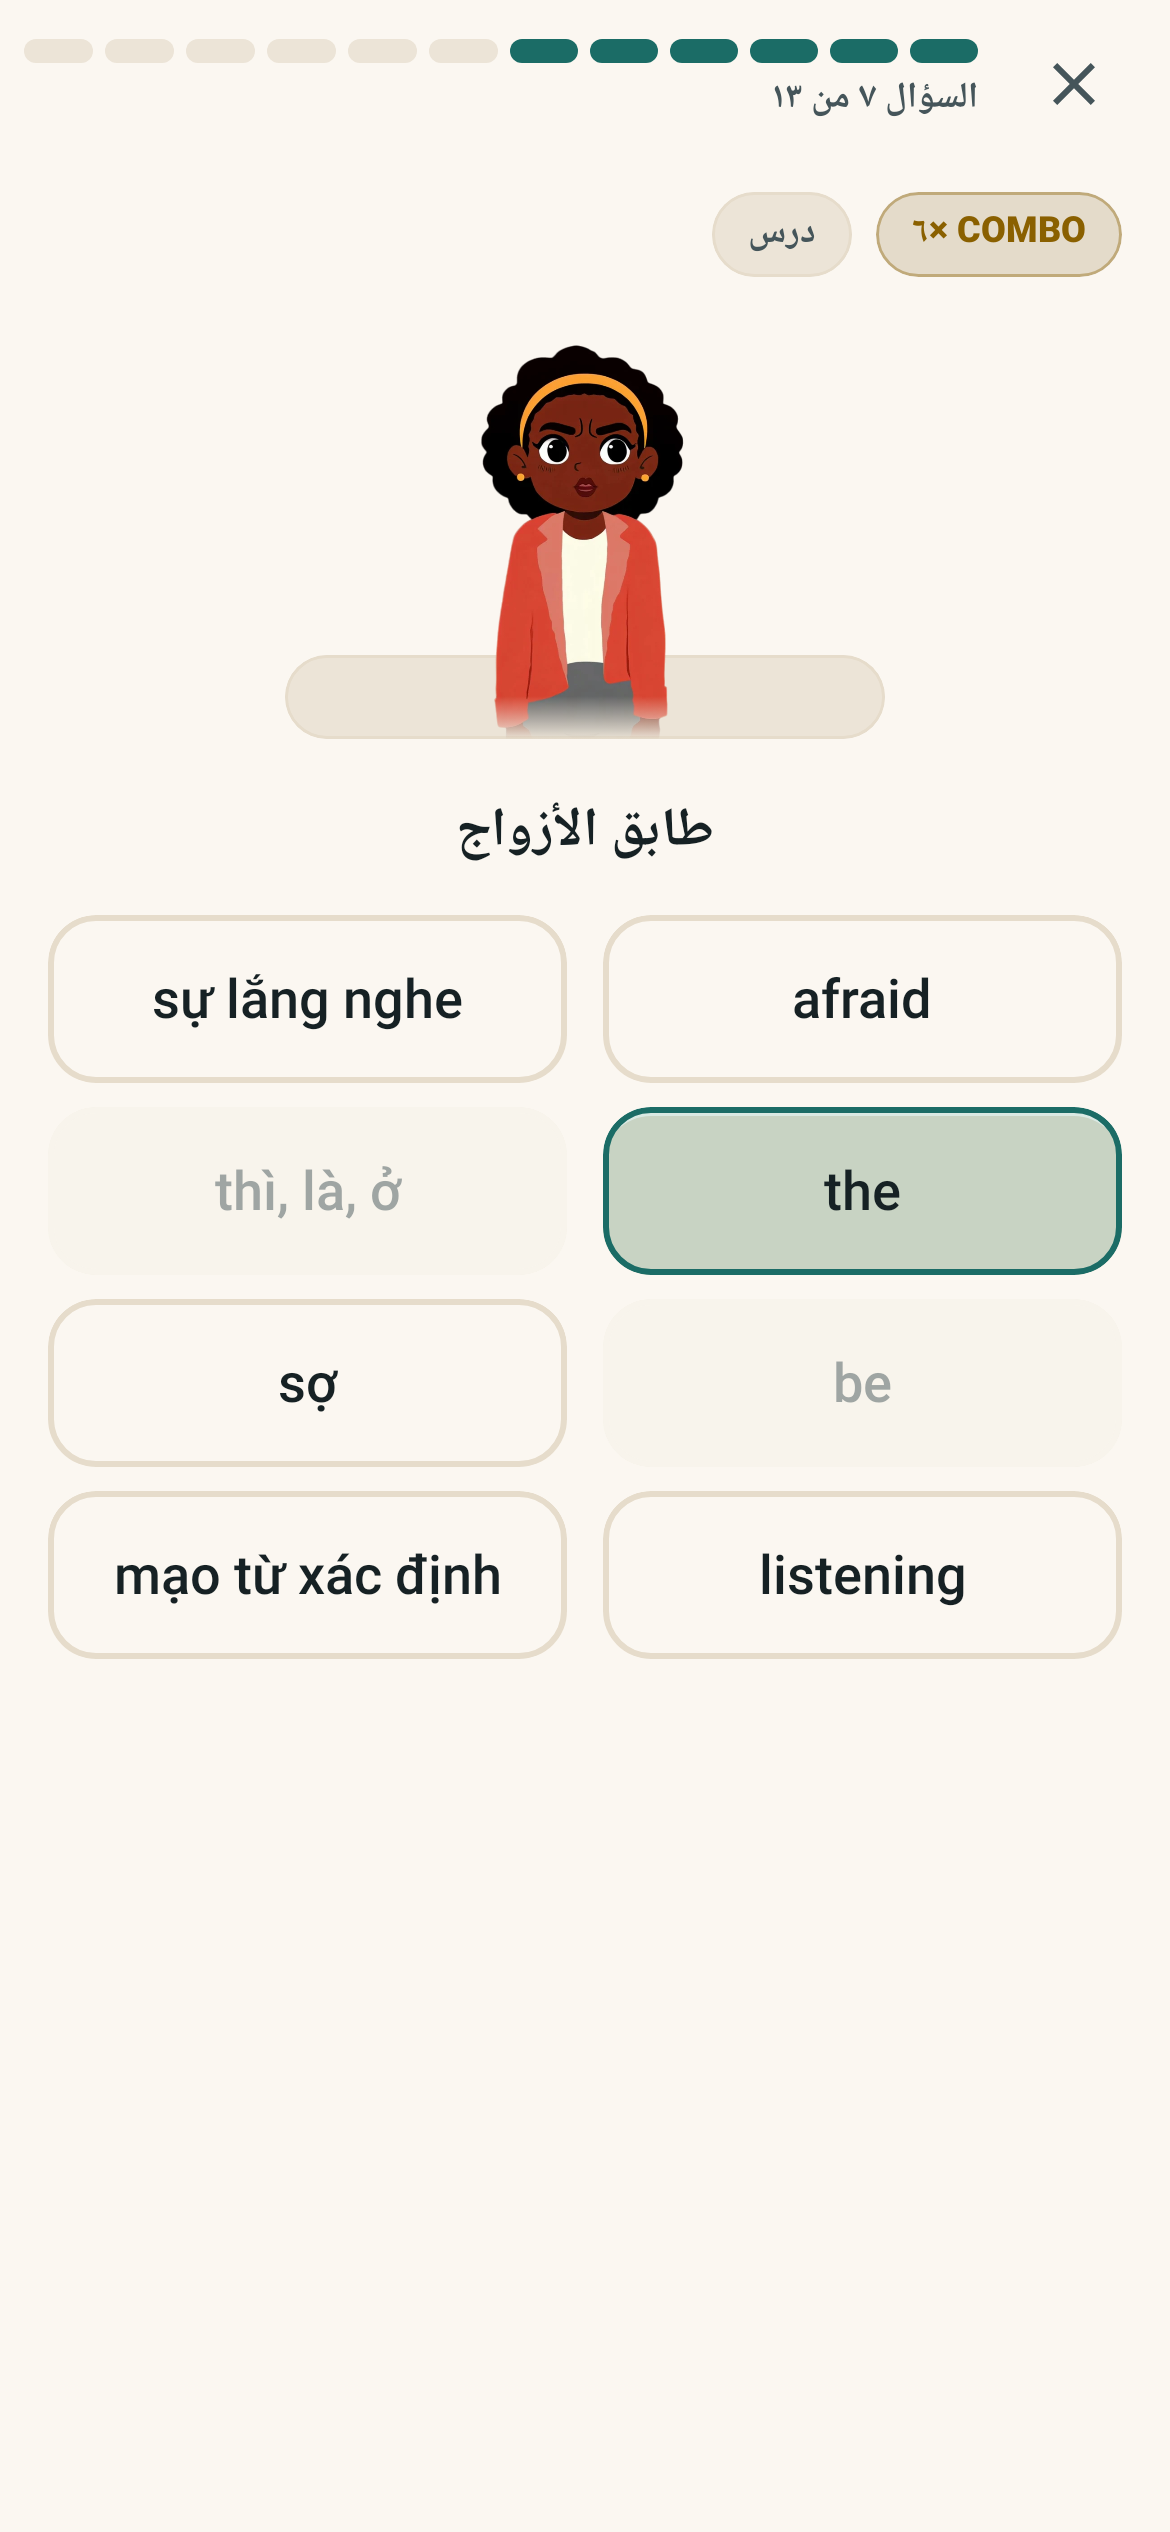 السؤال ٧ من ١٣
COMBO ×٦
درس
طابق الأزواج
afraid
sự lắng nghe
the
thì, là, ở
be
sợ
listening
mạo từ xác định